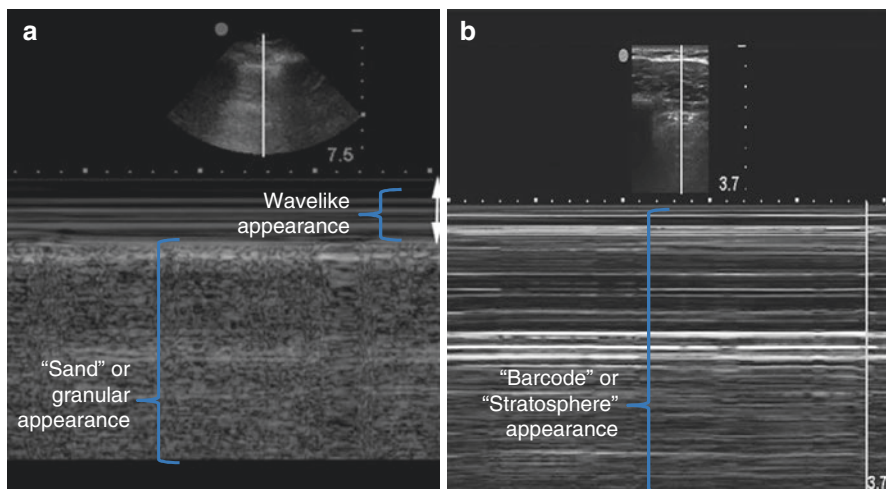 a
7.5
Wavelike
appearance
“Sand” or
granular
appearance
b
3.7
“Barcode” or
“Stratosphere”
appearance
3.7